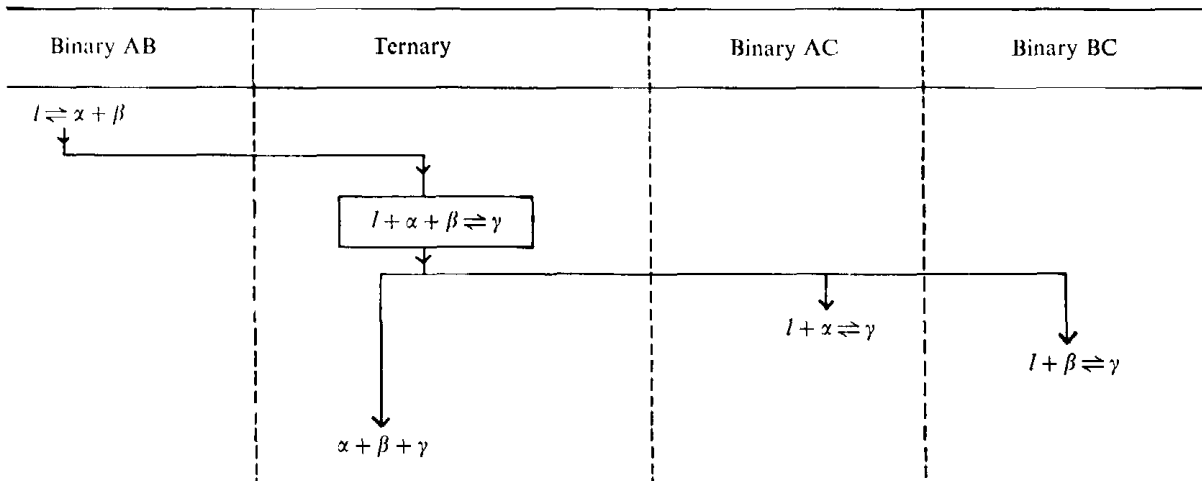 Binary AB Ternary Binary AC Binary BC
l ⇌ α + β
l + α + β ⇌ γ
l + α ⇌ γ
l + β ⇌ γ
α + β + γ